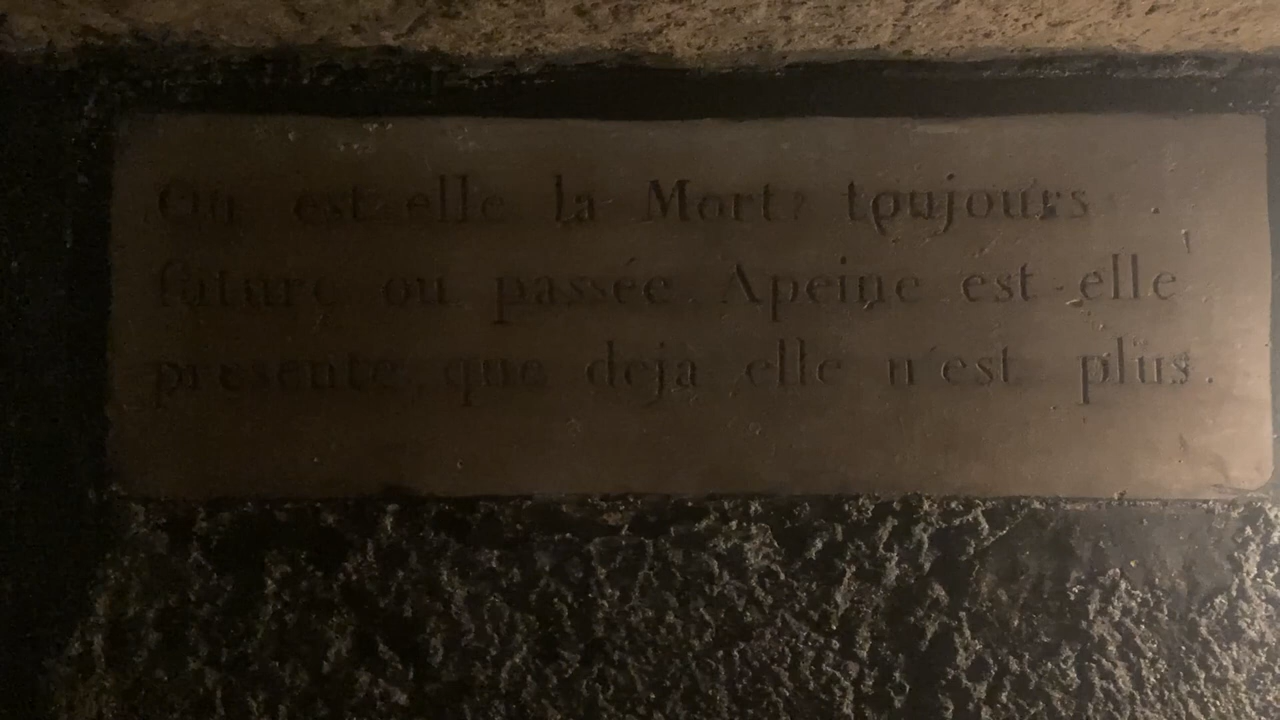 Où est elle la Mort? toujours
future ou passée. Apeine est elle
presente, que deja elle n'est plus.